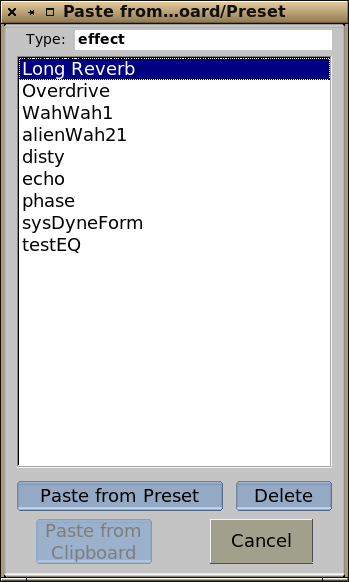 Paste from...oard/Preset
Type: effect
Long Reverb
Overdrive
WahWah1
alienWah21
disty
echo
phase
sysDyneForm
testEQ
Paste from Preset Delete
Paste from
Clipboard
Cancel